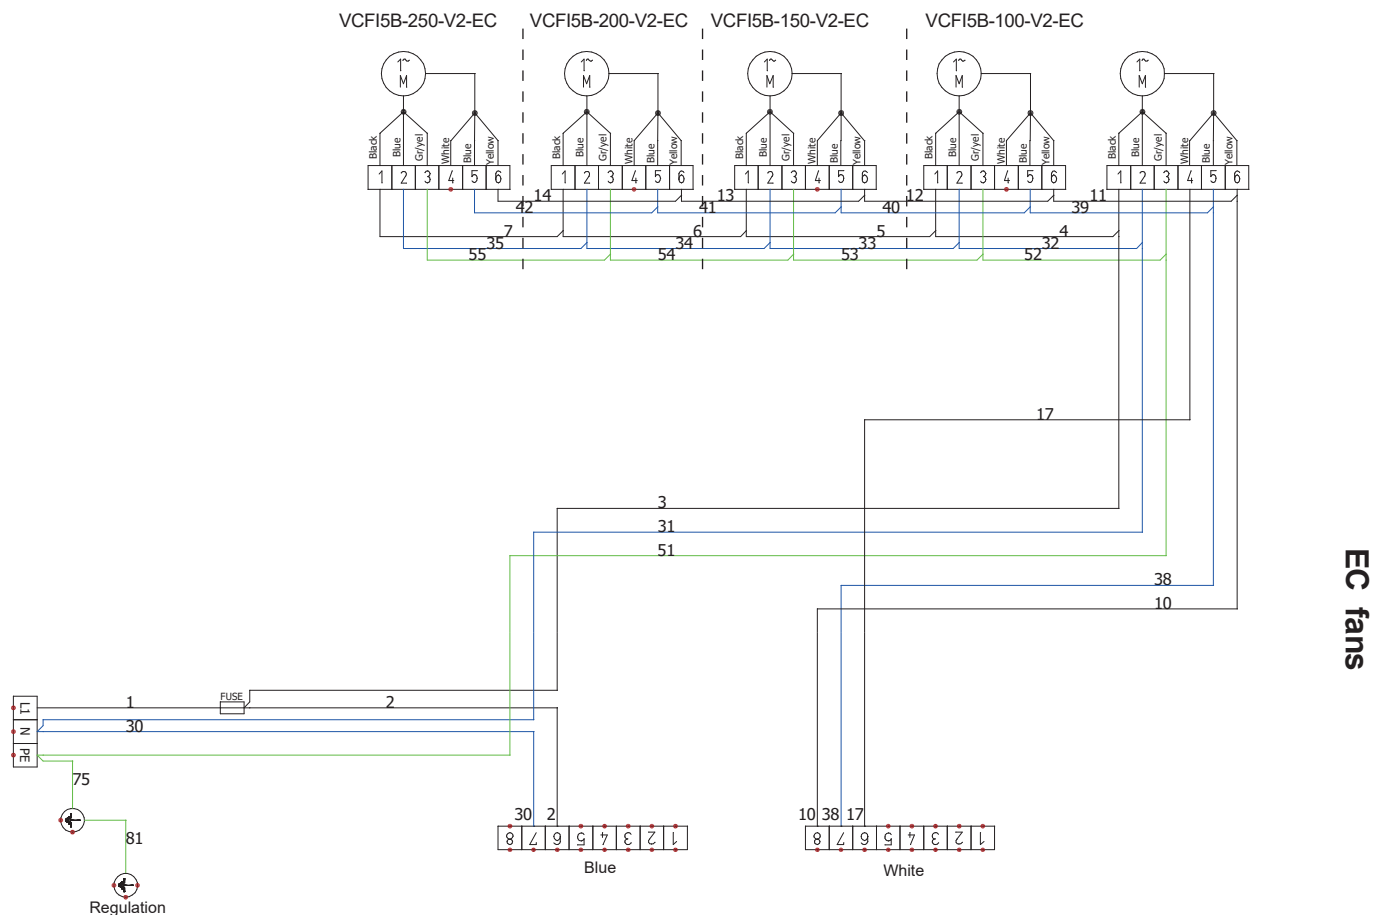 VCFI5B-250-V2-EC VCFI5B-200-V2-EC VCFI5B-150-V2-EC VCFI5B-100-V2-EC
1~ 1~ 1~ 1~ 1~
M M M M M
Black Blue Gr/yel White Blue Yellow Black Blue Gr/yel White Blue Yellow Black Blue Gr/yel White Blue Yellow Black Blue Gr/yel White Blue Yellow Black Blue Gr/yel White Blue Yellow
1 2 3 4 5 6 1 2 3 4 5 6 1 2 3 4 5 6 1 2 3 4 5 6 1 2 3 4 5 6
14 13 12 11
42 41 40 39
7 6 5 4
35 34 33 32
55 54 53 52
17
3
31
51
38
10
EC fans
FUSE
L1 1 2
N 30
PE
75
81
Regulation
30 2
8 7 6 5 4 3 2 1
Blue
10 38 17
8 7 6 5 4 3 2 1
White